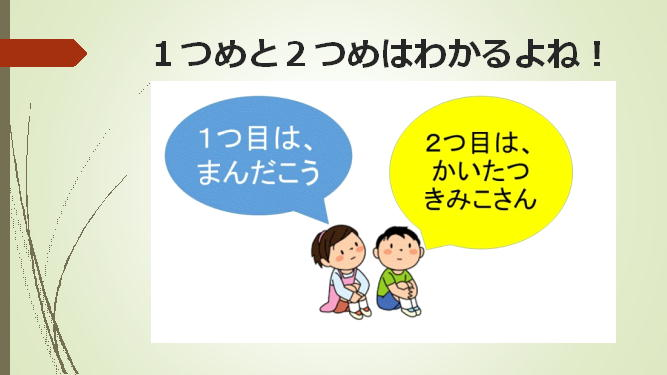 １つめと２つめはわかるよね！
１つ目は、
まんだこう
２つ目は、
かいたつ
きみこさん